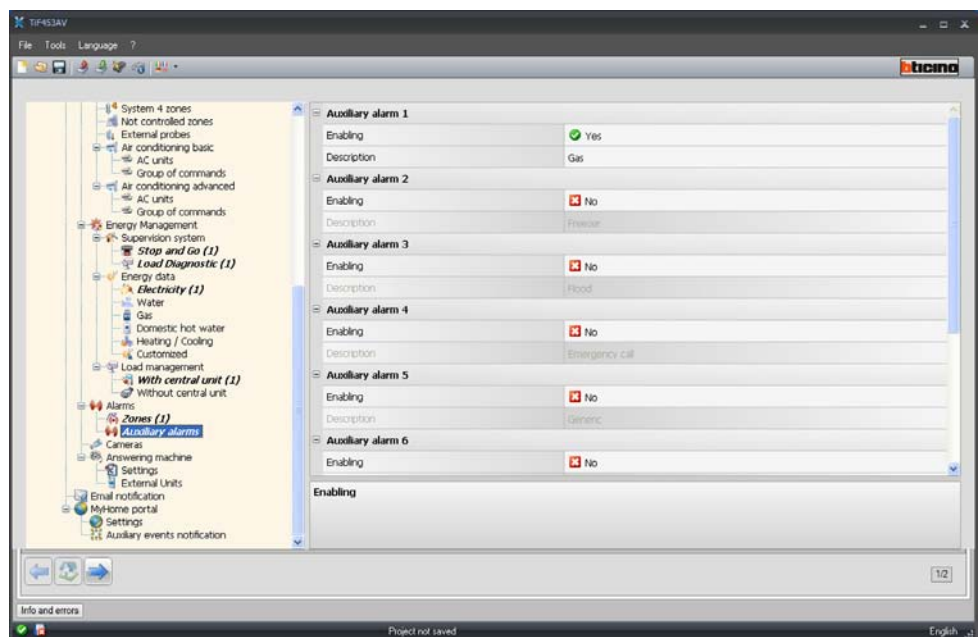 TiF453AV
File Tools Language ?
bticino
System 4 zones
Not controlled zones
External probes
Air conditioning basic
AC units
Group of commands
Air conditioning advanced
AC units
Group of commands
Energy Management
Supervision system
Stop and Go (1)
Load Diagnostic (1)
Energy data
Electricity (1)
Water
Gas
Domestic hot water
Heating / Cooling
Customized
Load management
With central unit (1)
Without central unit
Alarms
Zones (1)
Auxiliary alarms
Cameras
Answering machine
Settings
External Units
Email notification
MyHome portal
Settings
Auxiliary events notification
Auxiliary alarm 1
Enabling Yes
Description Gas
Auxiliary alarm 2
Enabling No
Description Freezer
Auxiliary alarm 3
Enabling No
Description Flood
Auxiliary alarm 4
Enabling No
Description Emergency call
Auxiliary alarm 5
Enabling No
Description Generic
Auxiliary alarm 6
Enabling No
Enabling
1/2
Info and errors
Project not saved English